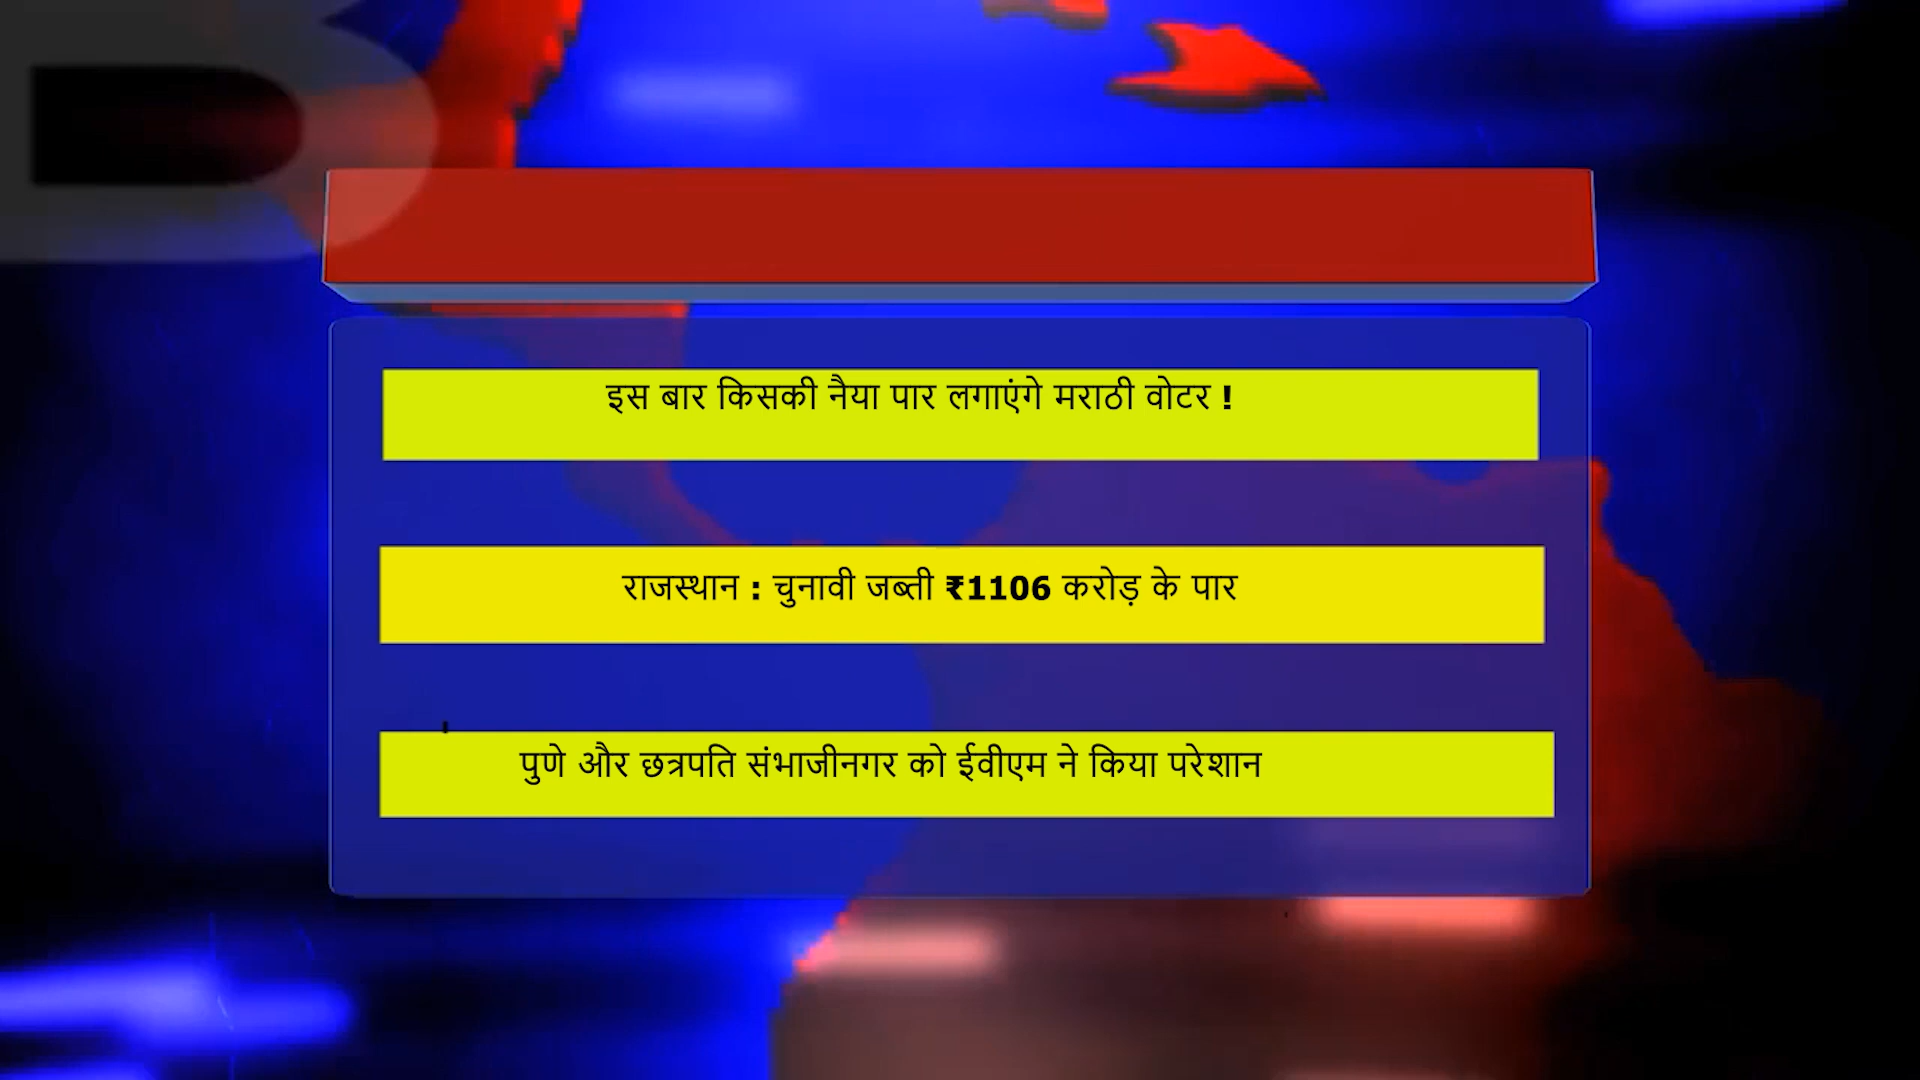 इस बार किसकी नैया पार लगाएंगे मराठी वोटर !
राजस्थान : चुनावी जब्ती ₹1106 करोड़ के पार
पुणे और छत्रपति संभाजीनगर को ईवीएम ने किया परेशान